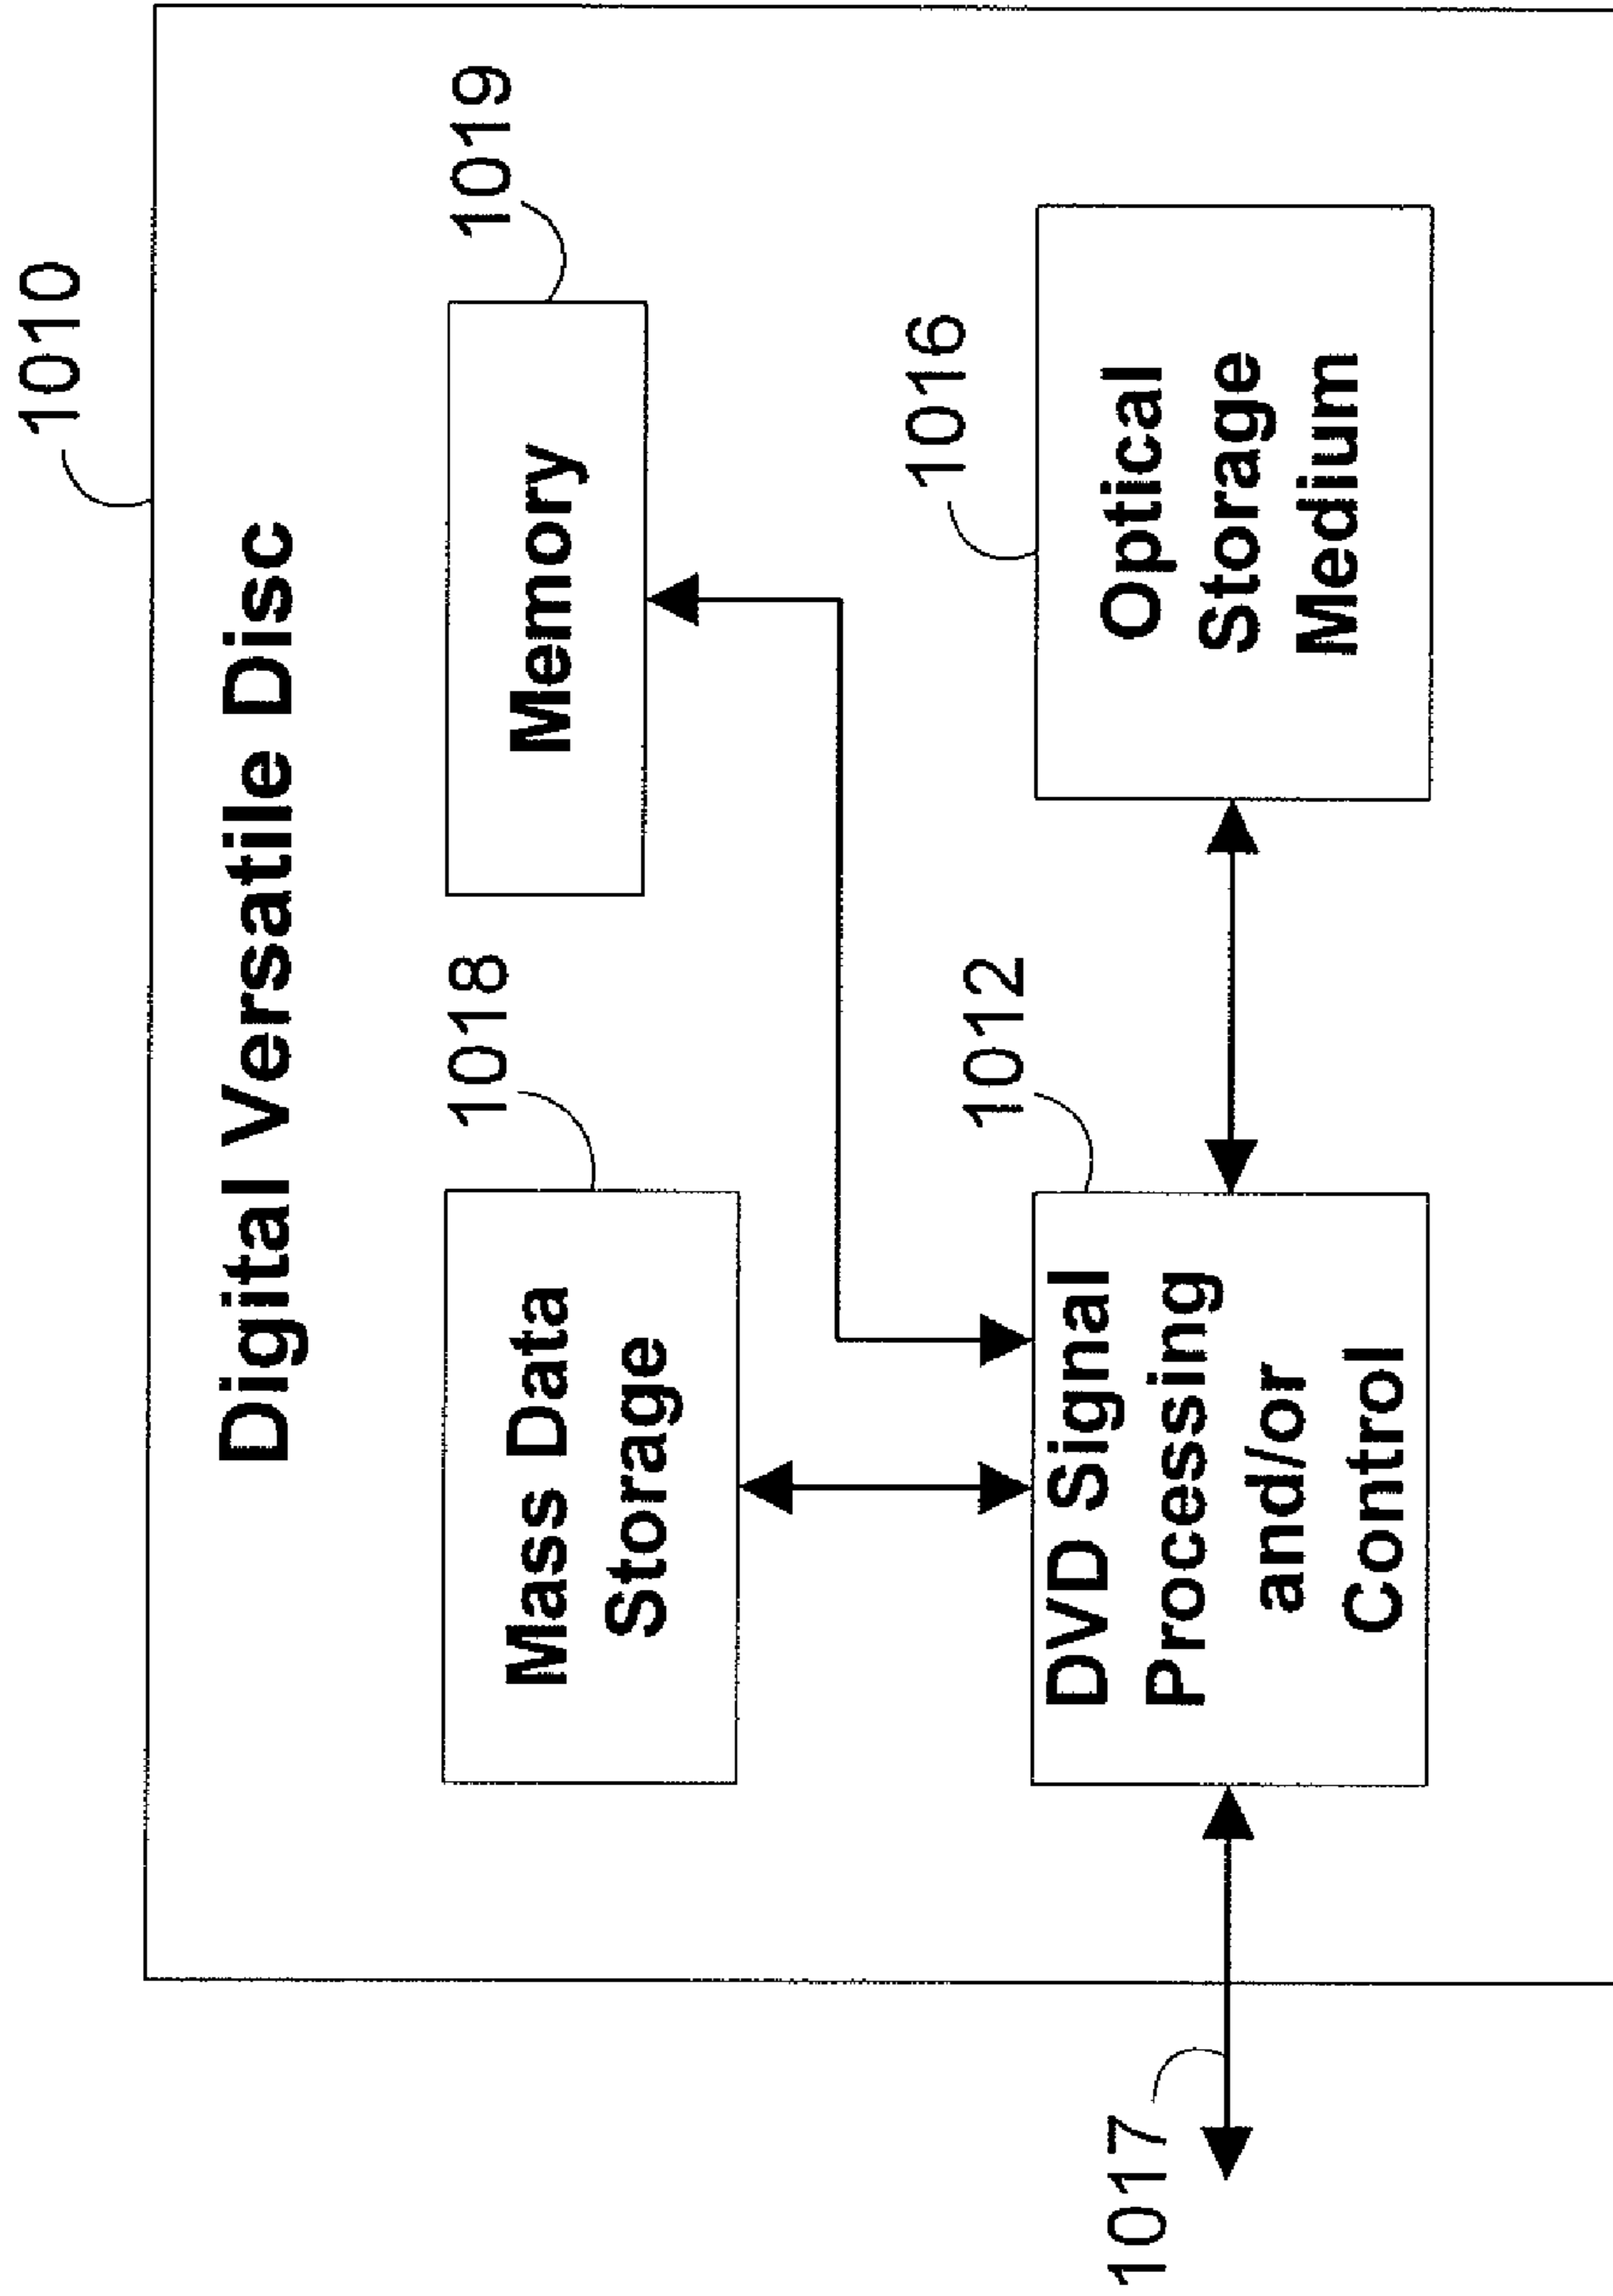 1010
Digital Versatile Disc
1018
1019
Mass Data
Storage
Memory
1012
1016
DVD Signal
Processing
and/or
Control
Optical
Storage
Medium
1017